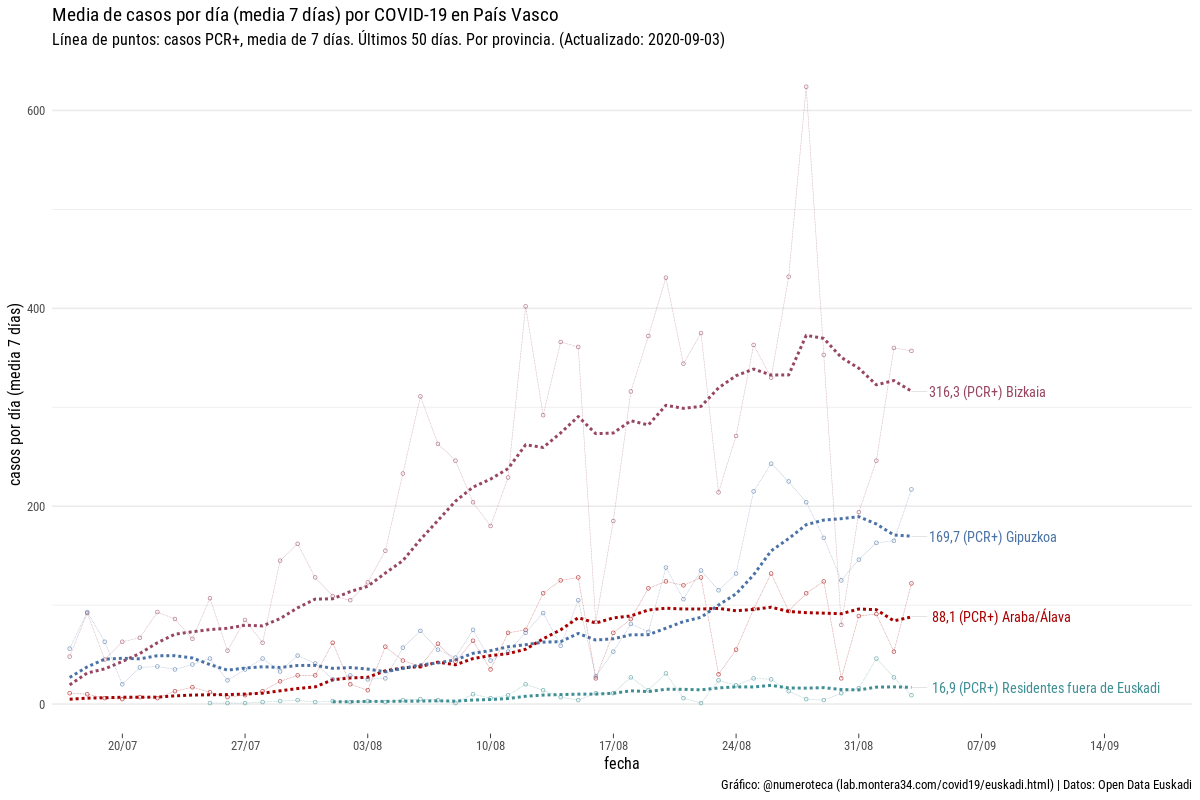 Media de casos por día (media 7 días) por COVID-19 en País Vasco
Línea de puntos: casos PCR+, media de 7 días. Últimos 50 días. Por provincia. (Actualizado: 2020-09-03)
casos por día (media 7 días)
600
400
200
0
316,3 (PCR+) Bizkaia
169,7 (PCR+) Gipuzkoa
88,1 (PCR+) Araba/Álava
16,9 (PCR+) Residentes fuera de Euskadi
20/07 27/07 03/08 10/08 17/08 24/08 31/08 07/09 14/09
fecha
Gráfico: @numeroteca (lab.montera34.com/covid19/euskadi.html) | Datos: Open Data Euskadi